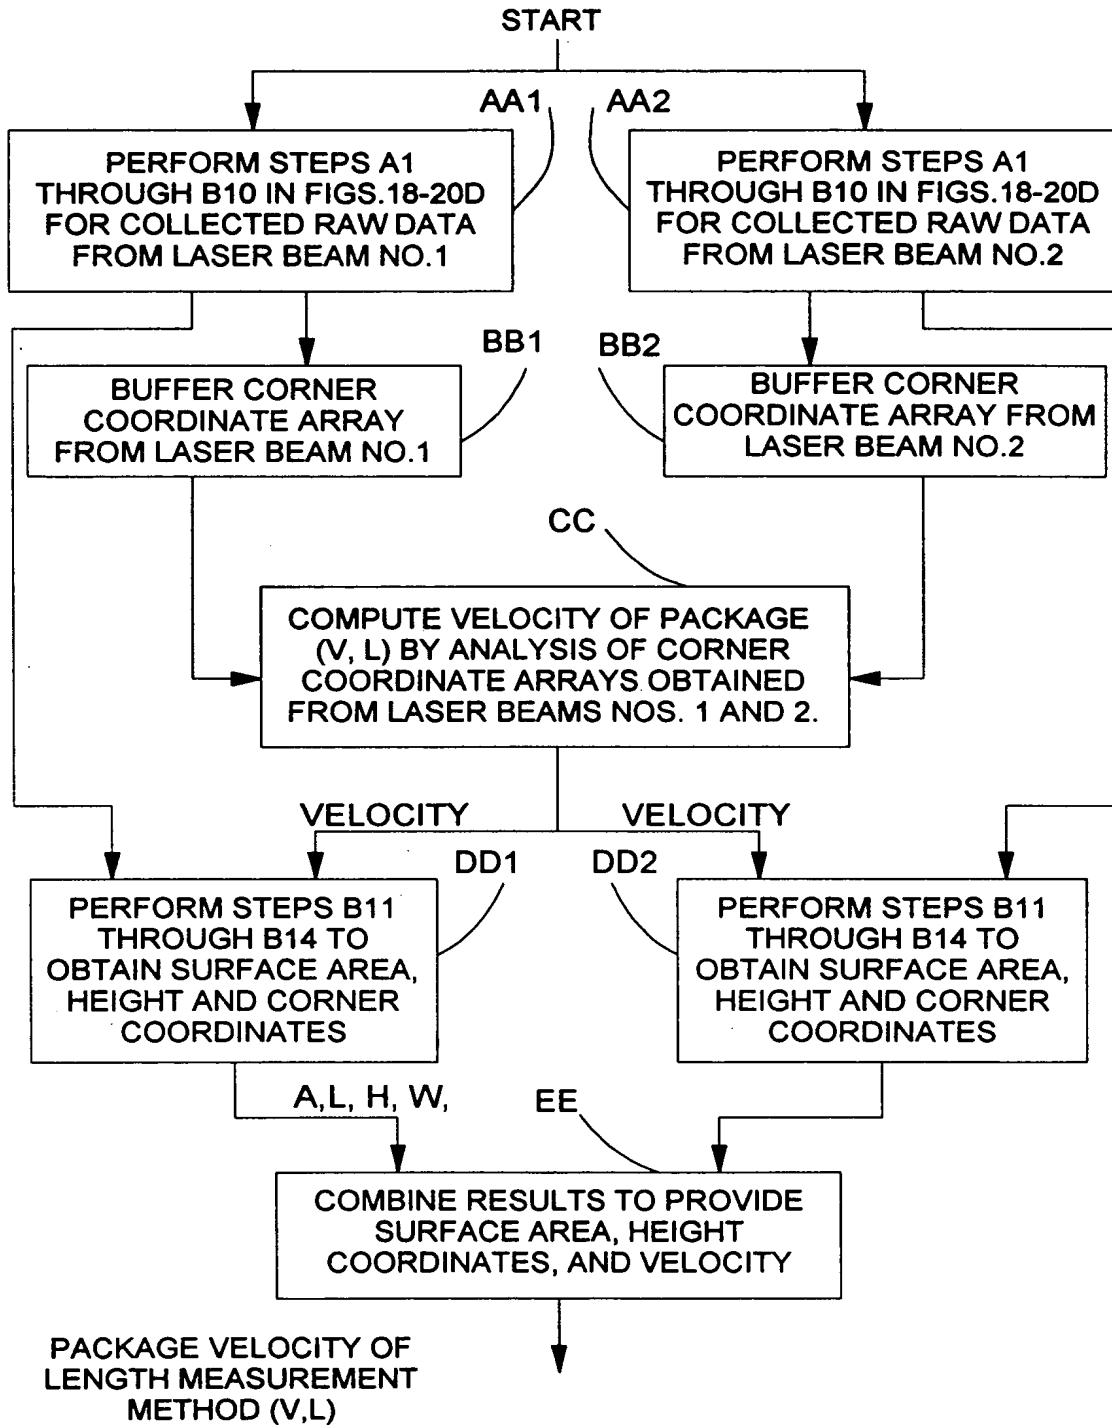 START
AA1
AA2
PERFORM STEPS A1
THROUGH B10 IN FIGS.18-20D
FOR COLLECTED RAW DATA
FROM LASER BEAM NO.1
PERFORM STEPS A1
THROUGH B10 IN FIGS.18-20D
FOR COLLECTED RAW DATA
FROM LASER BEAM NO.2
BB1
BB2
BUFFER CORNER
COORDINATE ARRAY
FROM LASER BEAM NO.1
BUFFER CORNER
COORDINATE ARRAY FROM
LASER BEAM NO.2
CC
COMPUTE VELOCITY OF PACKAGE
(V, L) BY ANALYSIS OF CORNER
COORDINATE ARRAYS OBTAINED
FROM LASER BEAMS NOS. 1 AND 2.
VELOCITY
VELOCITY
DD1
DD2
PERFORM STEPS B11
THROUGH B14 TO
OBTAIN SURFACE AREA,
HEIGHT AND CORNER
COORDINATES
PERFORM STEPS B11
THROUGH B14 TO
OBTAIN SURFACE AREA,
HEIGHT AND CORNER
COORDINATES
A,L, H, W,
EE
COMBINE RESULTS TO PROVIDE
SURFACE AREA, HEIGHT
COORDINATES, AND VELOCITY
PACKAGE VELOCITY OF
LENGTH MEASUREMENT
METHOD (V,L)